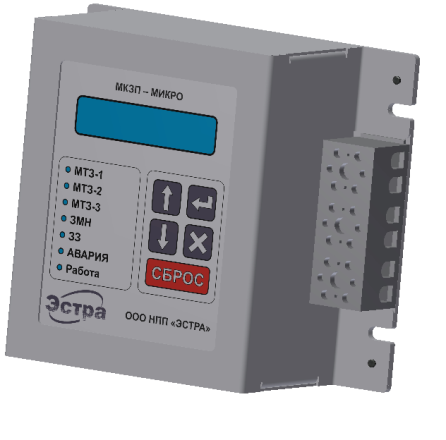 МКЗП – МИКРО
МТЗ-1
МТЗ-2
МТЗ-3
ЗМН
ЗЗ
АВАРИЯ
Работа
СБРОС
Эстра
ООО НПП «ЭСТРА»